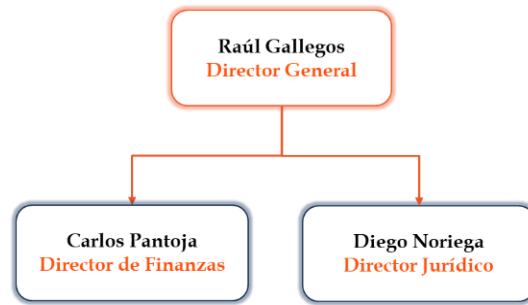 Raúl Gallegos
Director General
Carlos Pantoja
Director de Finanzas
Diego Noriega
Director Jurídico